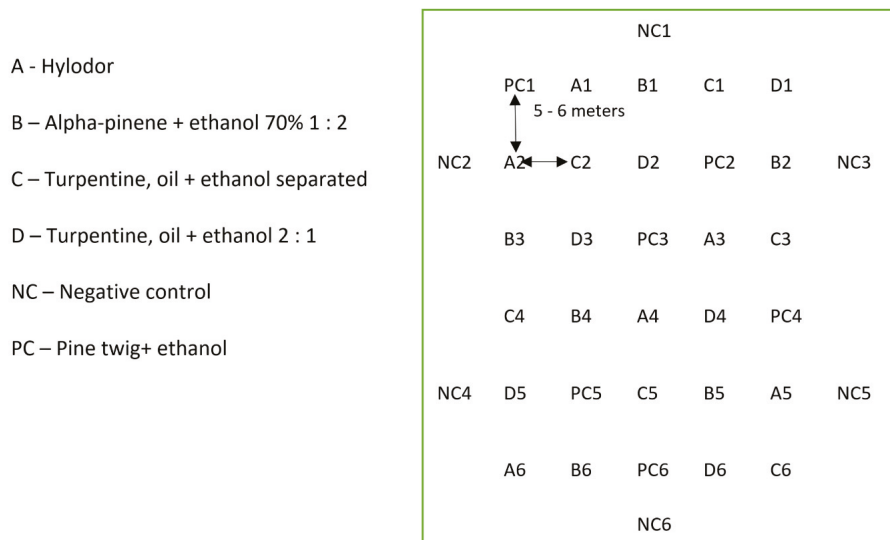 A - Hylodor
B – Alpha-pinene + ethanol 70% 1 : 2
C – Turpentine, oil + ethanol separated
D – Turpentine, oil + ethanol 2 : 1
NC – Negative control
PC – Pine twig+ ethanol
NC1
PC1 A1 B1 C1 D1
5 - 6 meters
NC2 A2 C2 D2 PC2 B2 NC3
B3 D3 PC3 A3 C3
C4 B4 A4 D4 PC4
NC4 D5 PC5 C5 B5 A5 NC5
A6 B6 PC6 D6 C6
NC6